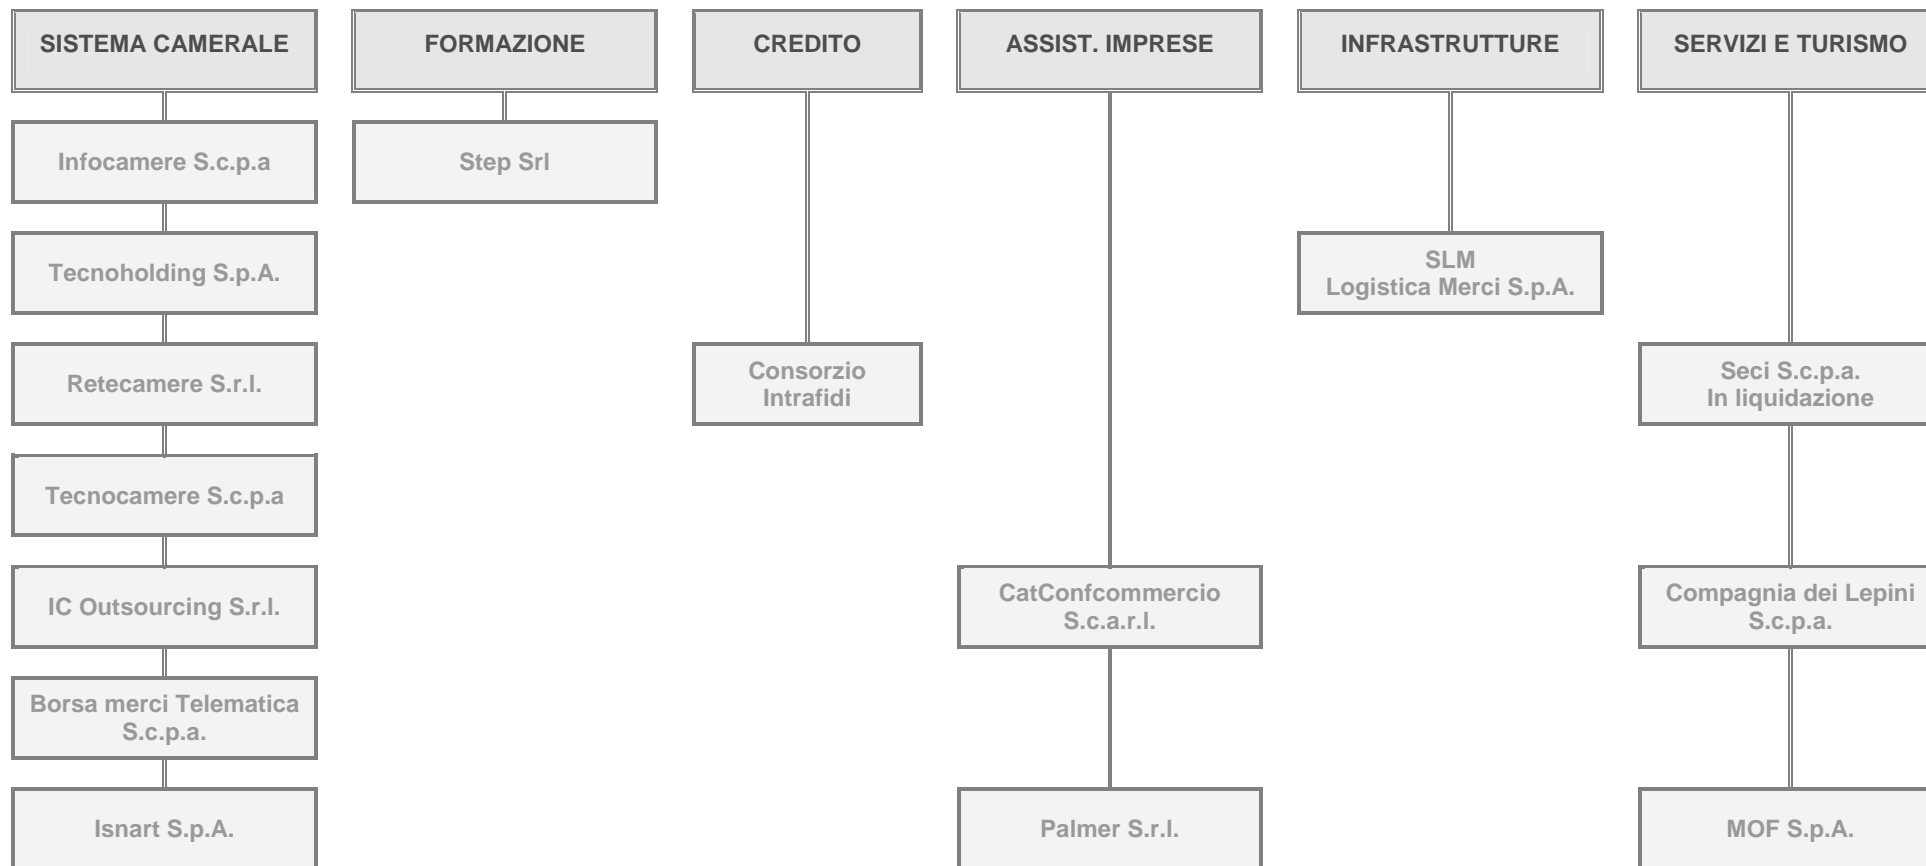 SISTEMA CAMERALE
FORMAZIONE
CREDITO
ASSIST. IMPRESE
INFRASTRUTTURE
SERVIZI E TURISMO
Infocamere S.c.p.a
Step Srl
Tecnoholding S.p.A.
SLM
Logistica Merci S.p.A.
Retecamere S.r.l.
Consorzio
Intrafidi
Seci S.c.p.a.
In liquidazione
Tecnocamere S.c.p.a
IC Outsourcing S.r.l.
CatConfcommercio
S.c.a.r.l.
Compagnia dei Lepini
S.c.p.a.
Borsa merci Telematica
S.c.p.a.
Isnart S.p.A.
Palmer S.r.l.
MOF S.p.A.